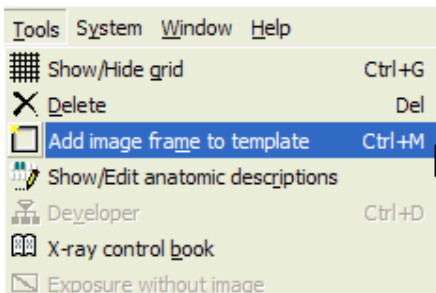 Tools System Window Help
Show/Hide grid Ctrl+G
Delete Del
Add image frame to template Ctrl+M
Show/Edit anatomic descriptions
Developer Ctrl+D
X-ray control book
Exposure without image